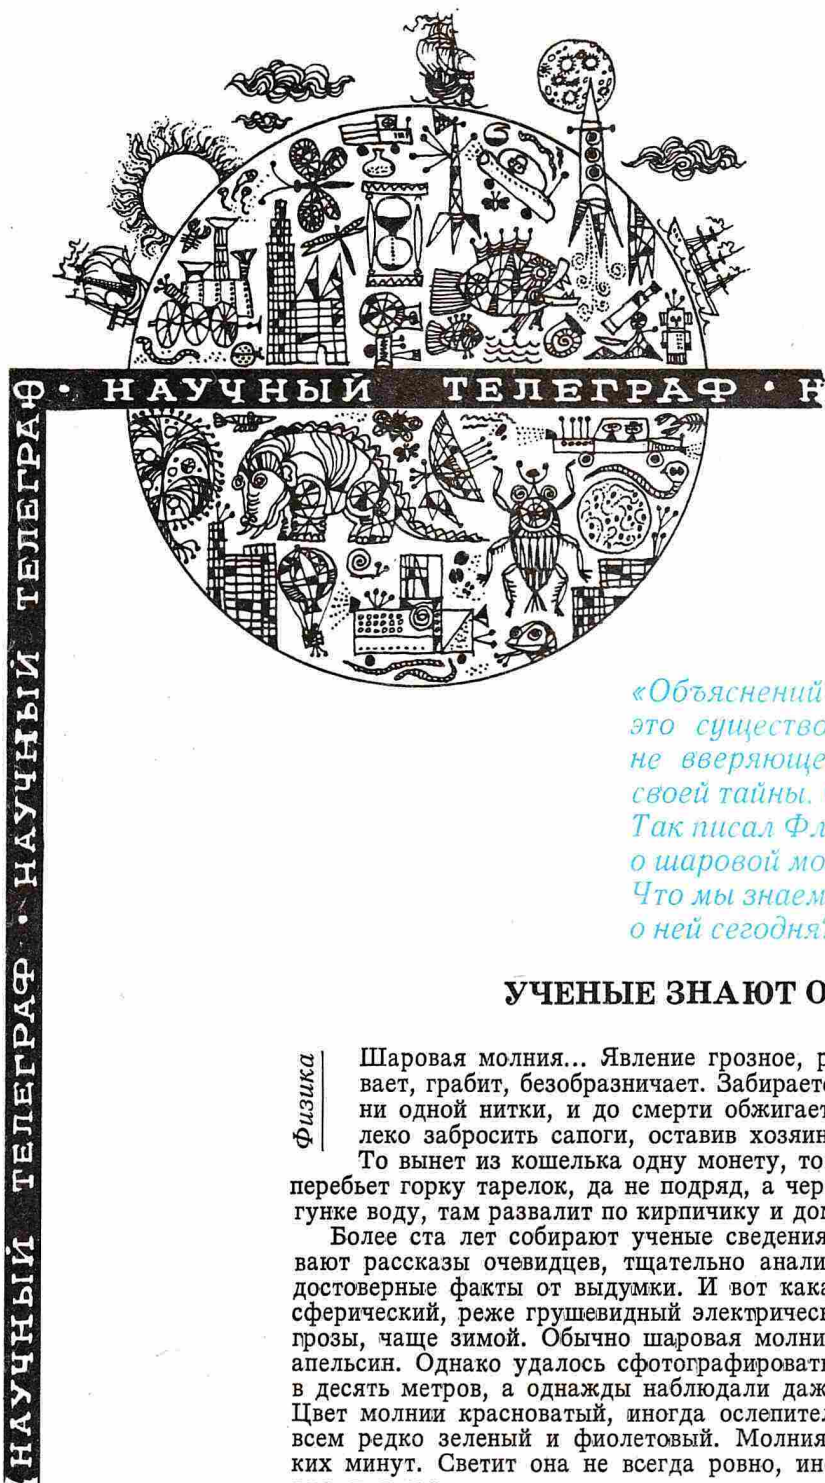 НАУЧНЫЙ ТЕЛЕГРАФ
НАУЧНЫЙ ТЕЛЕГРАФ · НАУЧНЫЙ ТЕЛЕГРАФ
«Объяснений
это существо
не вверяюще
своей тайны.
Так писал Фл
о шаровой мо
Что мы знаем
о ней сегодня?
УЧЕНЫЕ ЗНАЮТ О
Физика
Шаровая молния... Явление грозное, р
вает, грабит, безобразничает. Забирает
ни одной нитки, и до смерти обжигает
леко забросить сапоги, оставив хозяин
То вынет из кошелька одну монету, то
перебьет горку тарелок, да не подряд, а чер
гунке воду, там развалит по кирпичику и дом
Более ста лет собирают ученые сведения
вают рассказы очевидцев, тщательно анали
достоверные факты от выдумки. И вот кака
сферический, реже грушевидный электрическ
грозы, чаще зимой. Обычно шаровая молни
апельсин. Однако удалось сфотографировать
в десять метров, а однажды наблюдали даж
Цвет молнии красноватый, иногда ослепител
всем редко зеленый и фиолетовый. Молния
ких минут. Светит она не всегда ровно, ин